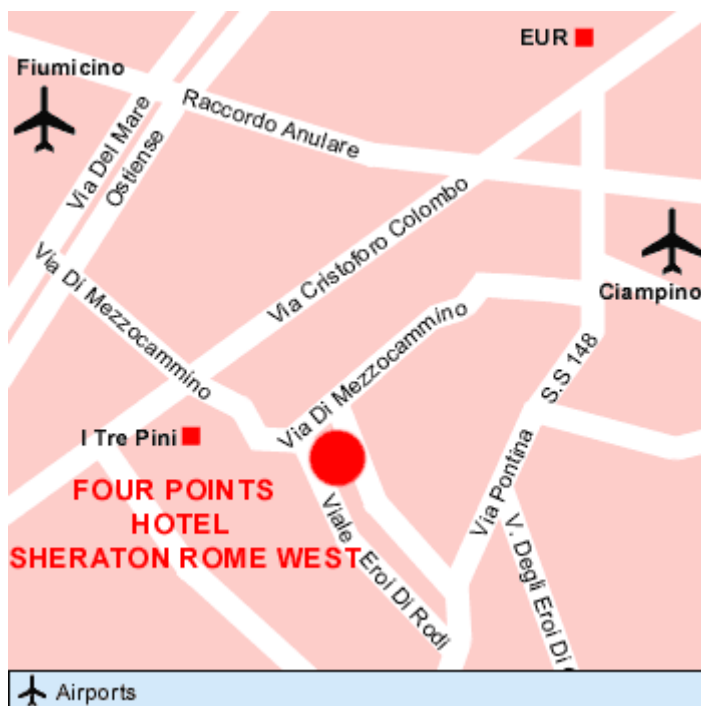 EUR
Fiumicino
Raccordo Anulare
Via Del Mare
Ostiense
Via Cristoforo Colombo
Via Di Mezzocammino
Ciampino
Via Di Mezzocammino
S.S 148
I Tre Pini
Via Pontina
FOUR POINTS
HOTEL
SHERATON ROME WEST
Viale Eroi Di Rodi
V. Degli Eroi Di
Airports